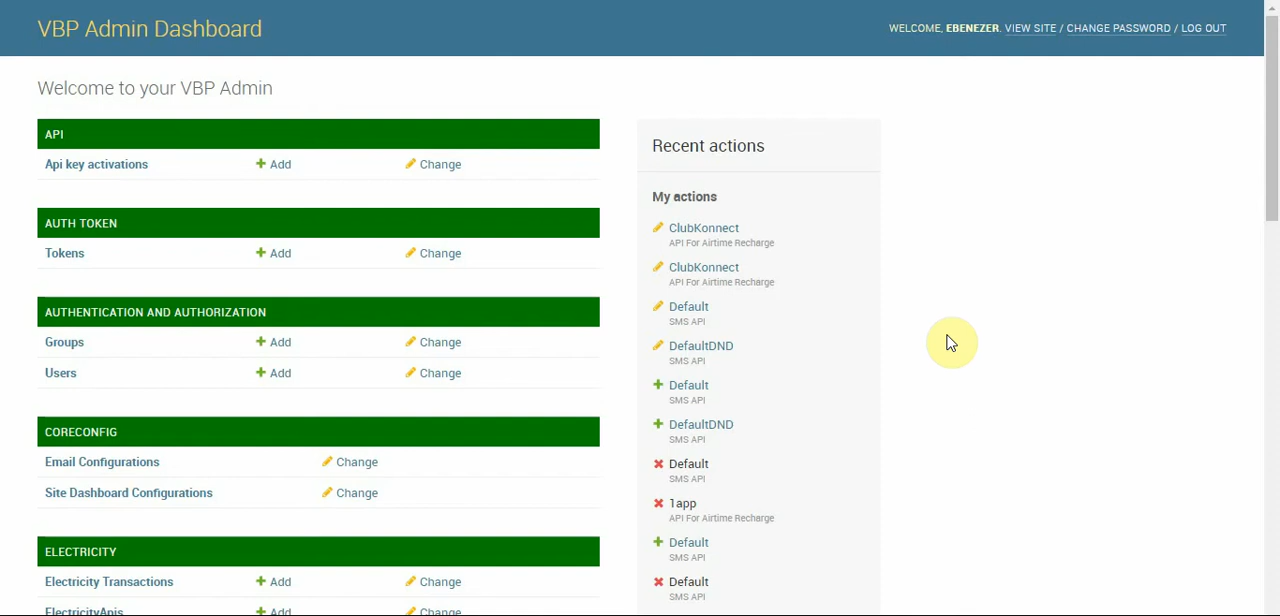 VBP Admin Dashboard
WELCOME, EBENEZER. VIEW SITE / CHANGE PASSWORD / LOG OUT
Welcome to your VBP Admin
API
Api key activations Add Change
AUTH TOKEN
Tokens Add Change
AUTHENTICATION AND AUTHORIZATION
Groups Add Change
Users Add Change
CORECONFIG
Email Configurations Change
Site Dashboard Configurations Change
ELECTRICITY
Electricity Transactions Add Change
ElectricityApis Add Change
Recent actions
My actions
ClubKonnect
API For Airtime Recharge
ClubKonnect
API For Airtime Recharge
Default
SMS API
DefaultDND
SMS API
Default
SMS API
DefaultDND
SMS API
Default
SMS API
1app
API For Airtime Recharge
Default
SMS API
Default
SMS API